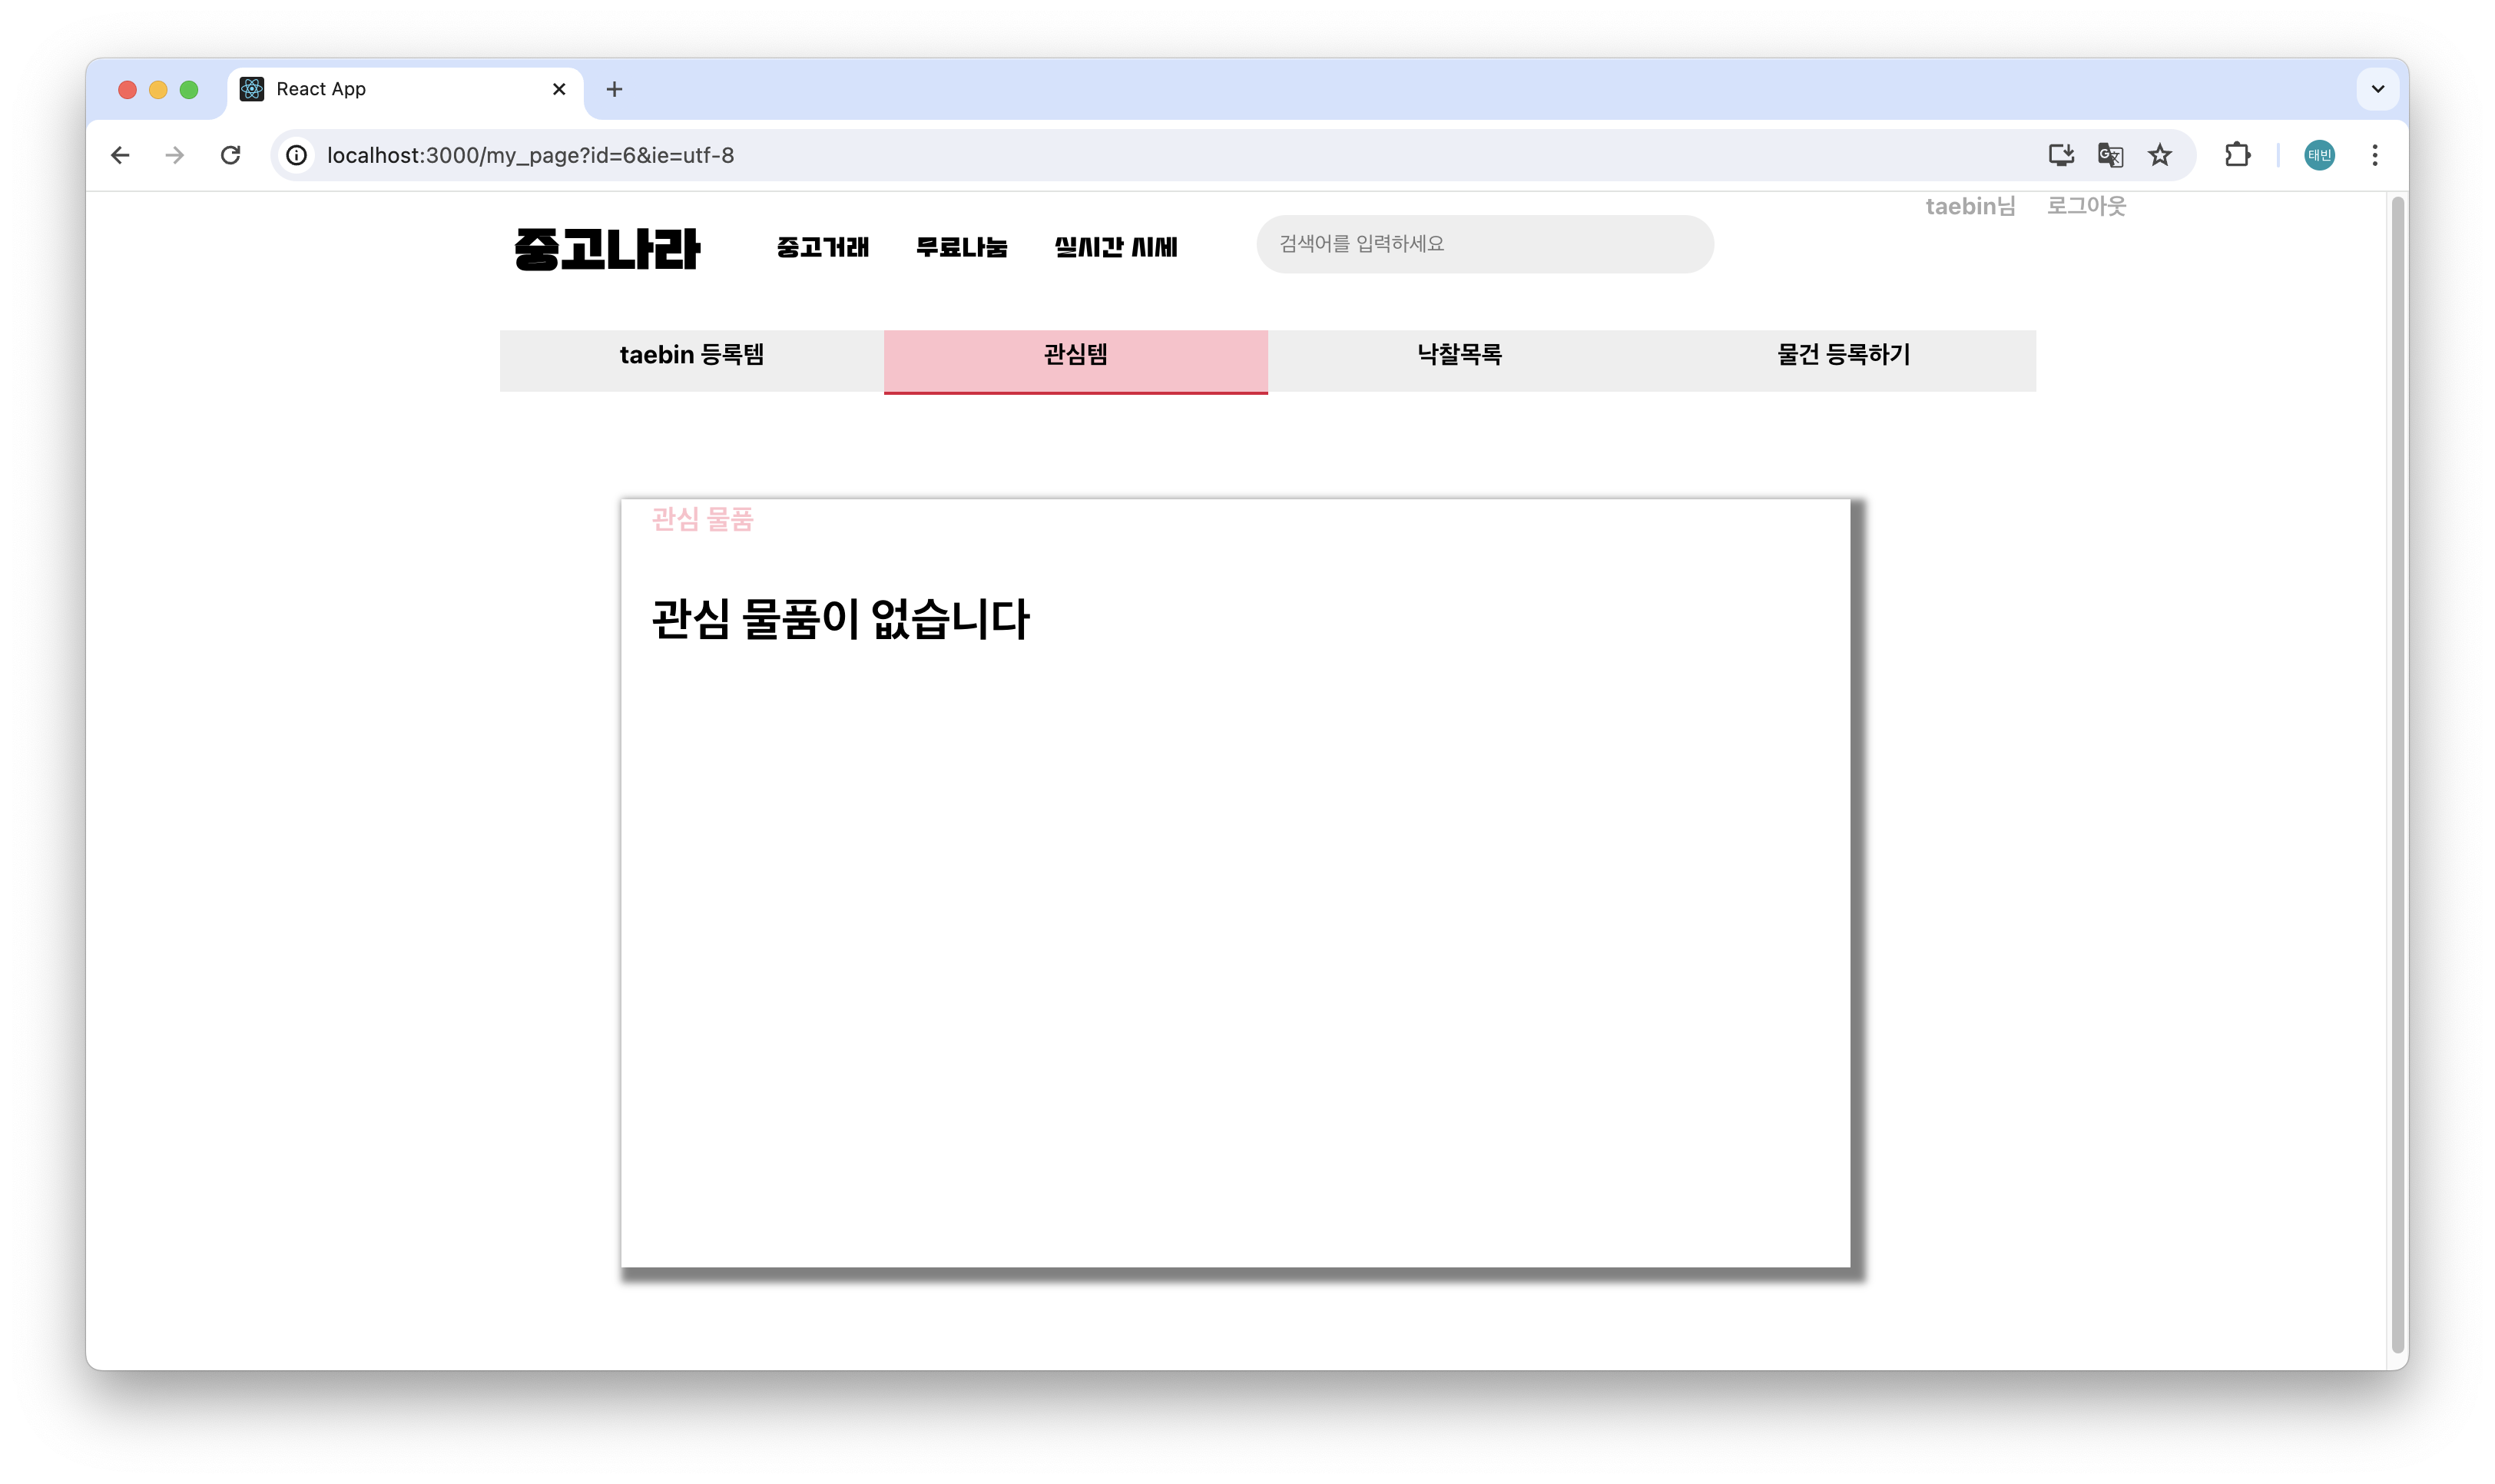 React App
localhost:3000/my_page?id=6&ie=utf-8
태빈
taebin님 로그아웃
중고나라 중고거래 무료나눔 실시간 시세 검색어를 입력하세요
taebin 등록템 관심템 낙찰목록 물건 등록하기
관심 물품
관심 물품이 없습니다